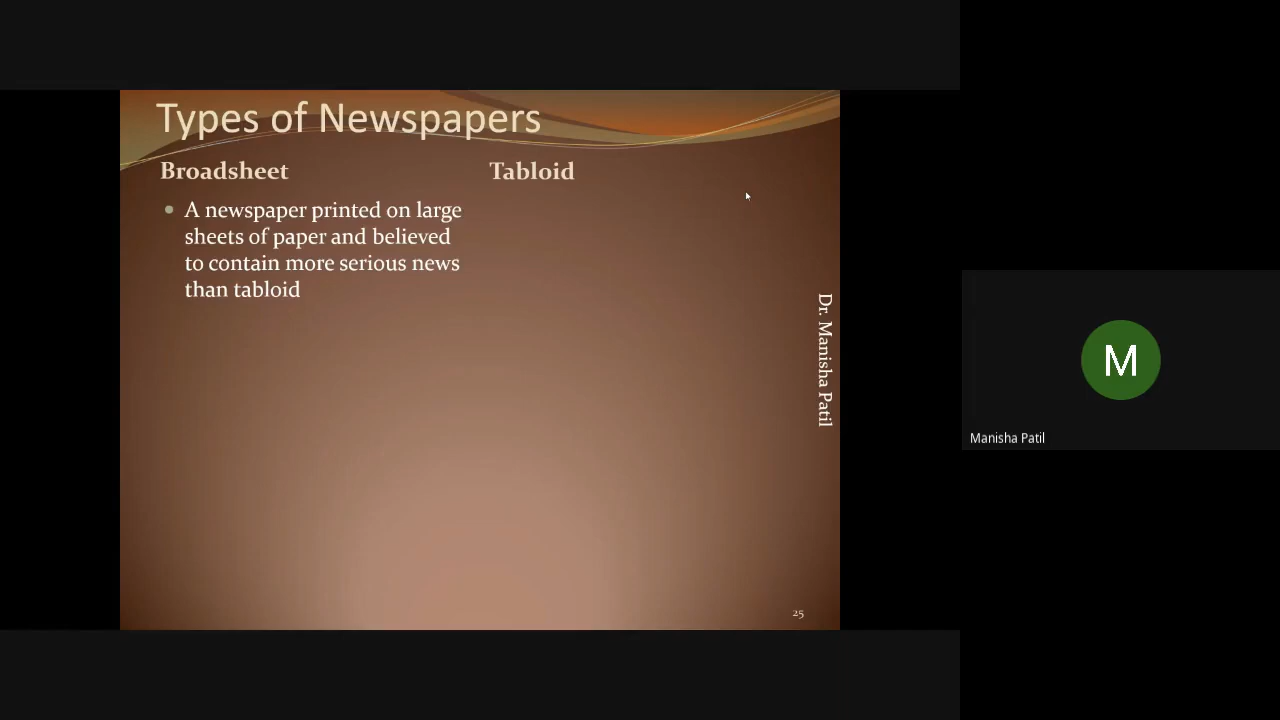 Types of Newspapers
Broadsheet
Tabloid
A newspaper printed on large
sheets of paper and believed
to contain more serious news
than tabloid
Dr. Manisha Patil
25
M
Manisha Patil